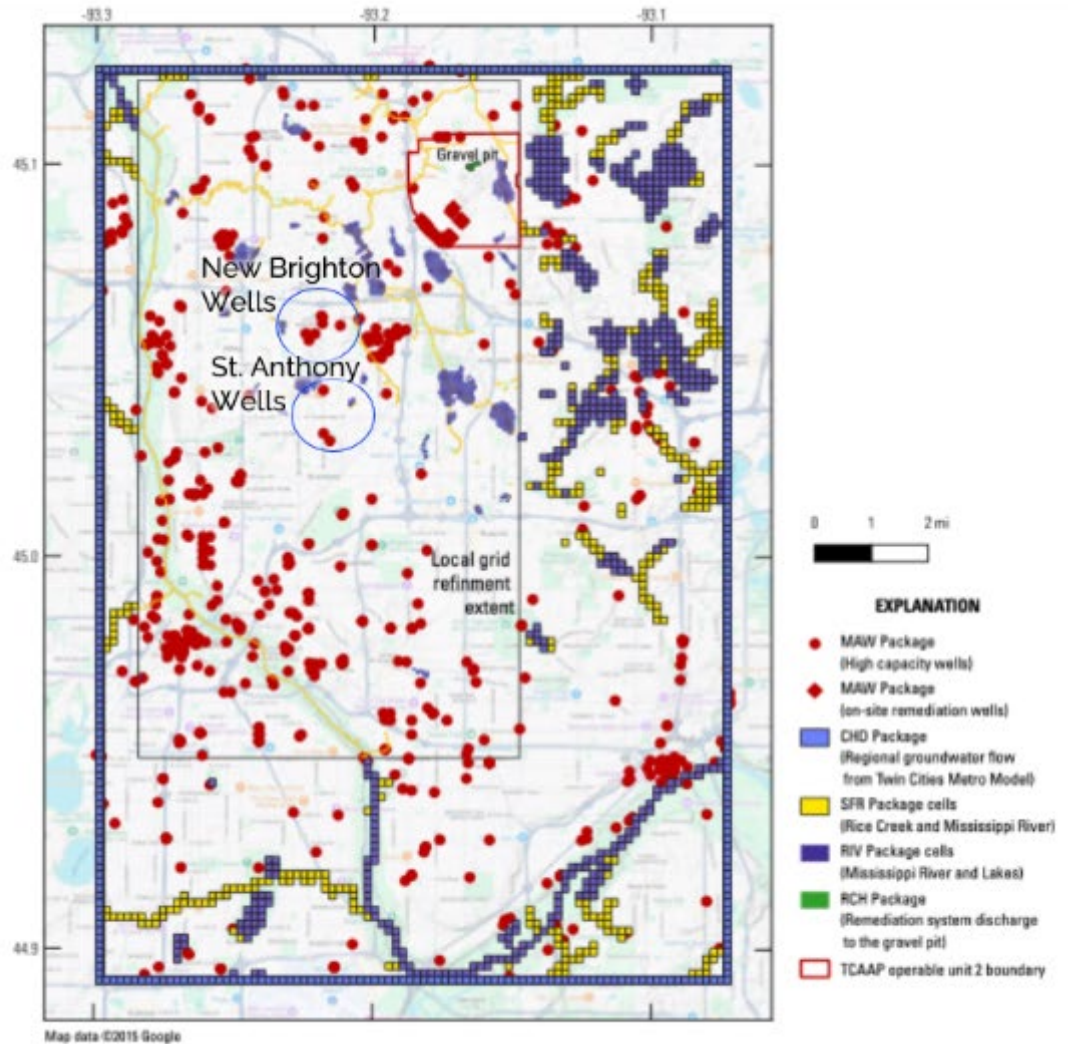 -93.3
-93.2
-93.1
45.1
45.0
44.9
Gravel pit
New Brighton
Wells
St. Anthony
Wells
Local grid
refinment
extent
0 1 2 mi
EXPLANATION
MAW Package
(High capacity wells)
MAW Package
(on-site remediation wells)
CHD Package
(Regional groundwater flow
from Twin Cities Metro Model)
SFR Package cells
(Rice Creek and Mississippi River)
RIV Package cells
(Mississippi River and Lakes)
RCH Package
(Remediation system discharge
to the gravel pit)
TCAAP operable unit 2 boundary
Map data ©2015 Google